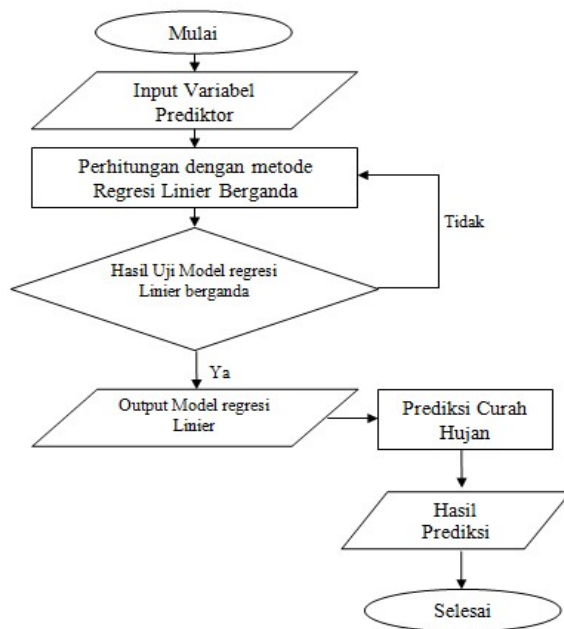 Mulai
Input Variabel
Prediktor
Perhitungan dengan metode
Regresi Linier Berganda
Tidak
Hasil Uji Model regresi
Linier berganda
Ya
Output Model regresi
Linier
Prediksi Curah
Hujan
Hasil
Prediksi
Selesai